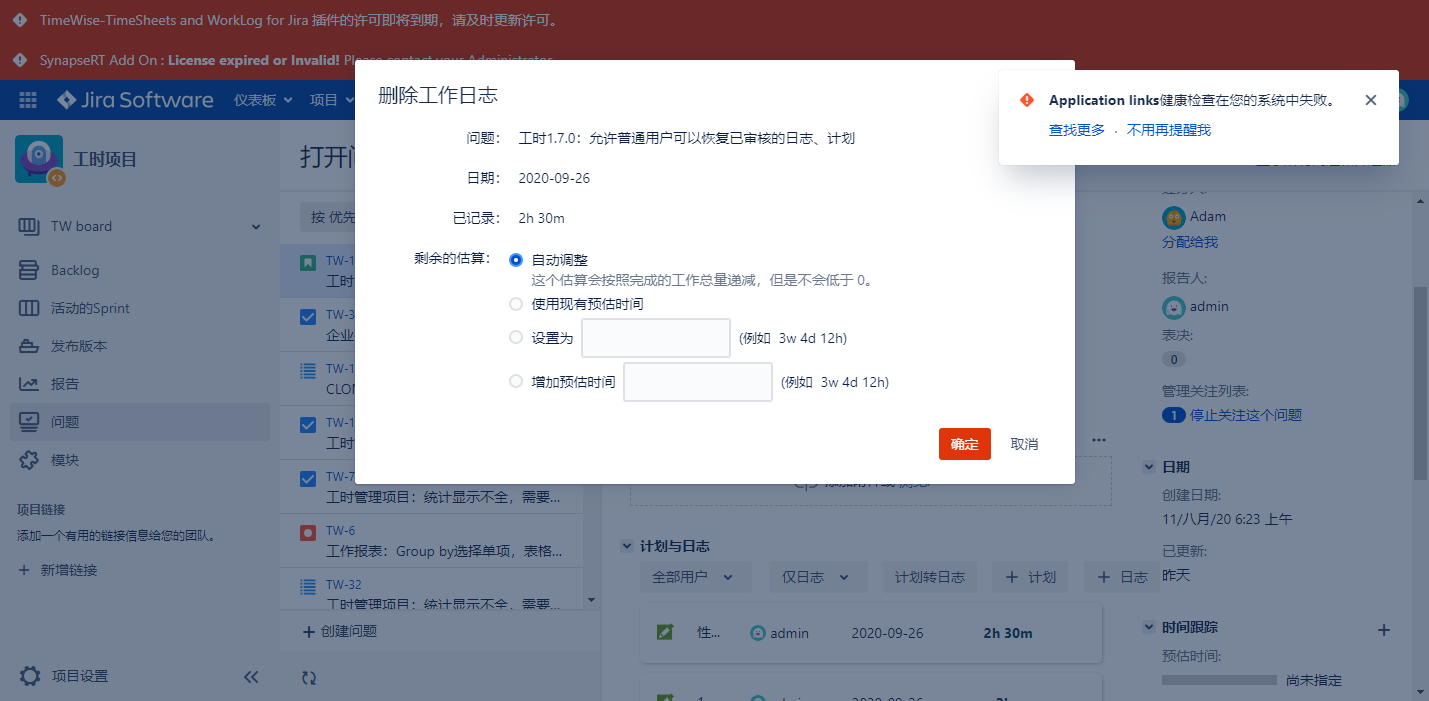 TimeWise-TimeSheets and WorkLog for Jira 插件的许可即将到期，请及时更新许可。
SynapseRT Add On : License expired or Invalid! Please contact your Administrator
Jira Software 仪表板 项目
Application links健康检查在您的系统中失败。
查找更多 · 不用再提醒我
工时项目
TW board
Backlog
活动的Sprint
发布版本
报告
问题
模块
项目链接
添加一个有用的链接信息给您的团队。
+ 新增链接
项目设置
按 优先
TW-1
工时
TW-3
企业
TW-1
CLON
TW-1
工时
TW-7
工时管理项目：统计显示不全，需要...
TW-6
工作报表：Group by选择单项，表格...
TW-32
工时管理项目：统计显示不全、需要...
+ 创建问题
删除工作日志
问题： 工时1.7.0：允许普通用户可以恢复已审核的日志、计划
日期： 2020-09-26
已记录： 2h 30m
剩余的估算： 自动调整
这个估算会按照完成的工作总量递减，但是不会低于 0。
使用现有预估时间
设置为 (例如 3w 4d 12h)
增加预估时间 (例如 3w 4d 12h)
确定 取消
计划与日志
全部用户 仅日志 计划转日志 + 计划 + 日志
性... admin 2020-09-26 2h 30m
Adam
分配给我
报告人:
admin
表决:
0
管理关注列表:
1 停止关注这个问题
日期
创建日期:
11/八月/20 6:23 上午
已更新:
昨天
时间跟踪
预估时间:
尚未指定